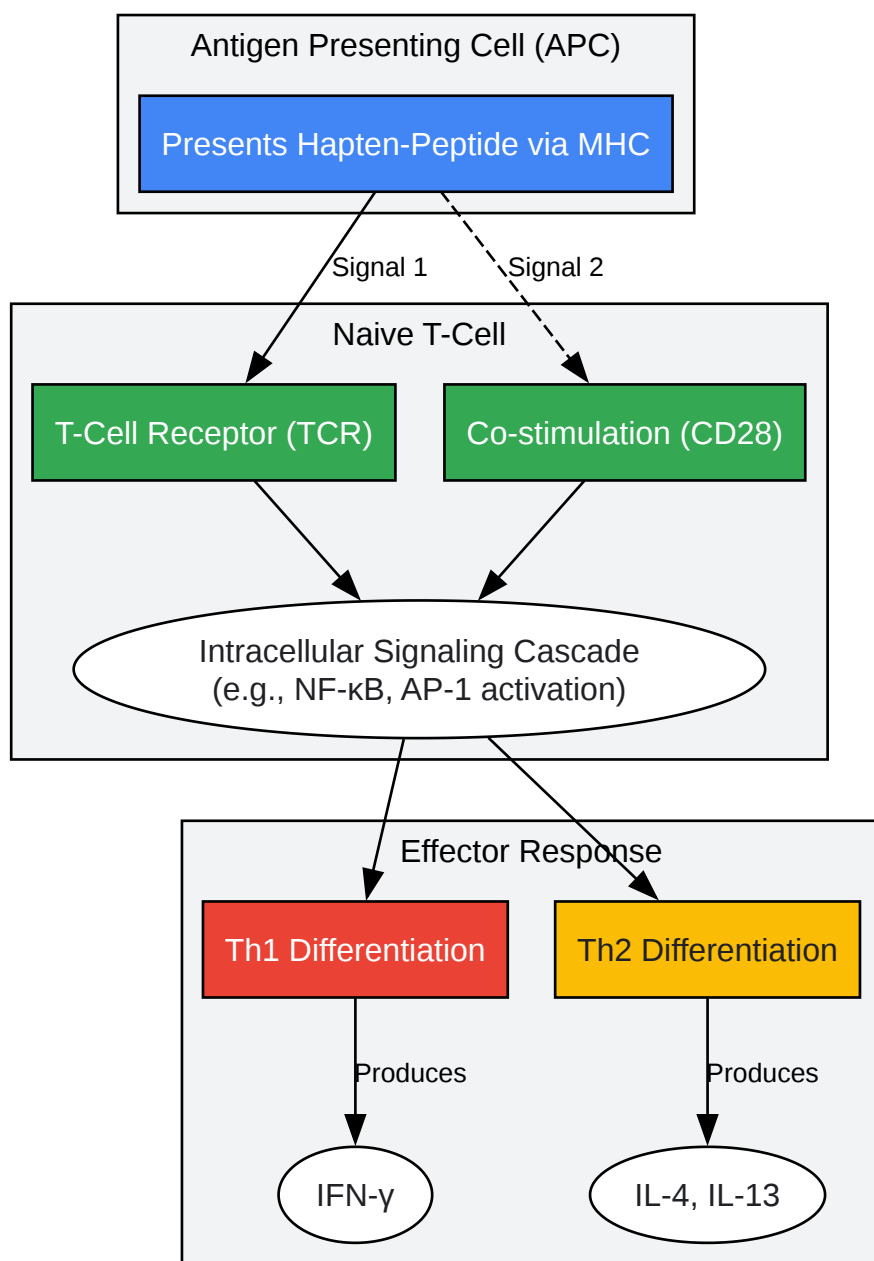 Antigen Presenting Cell (APC)
Presents Hapten-Peptide via MHC
Signal 1
Signal 2
Naive T-Cell
T-Cell Receptor (TCR)
Co-stimulation (CD28)
Intracellular Signaling Cascade
(e.g., NF-κB, AP-1 activation)
Effector Response
Th1 Differentiation
Th2 Differentiation
Produces
Produces
IFN-γ
IL-4, IL-13